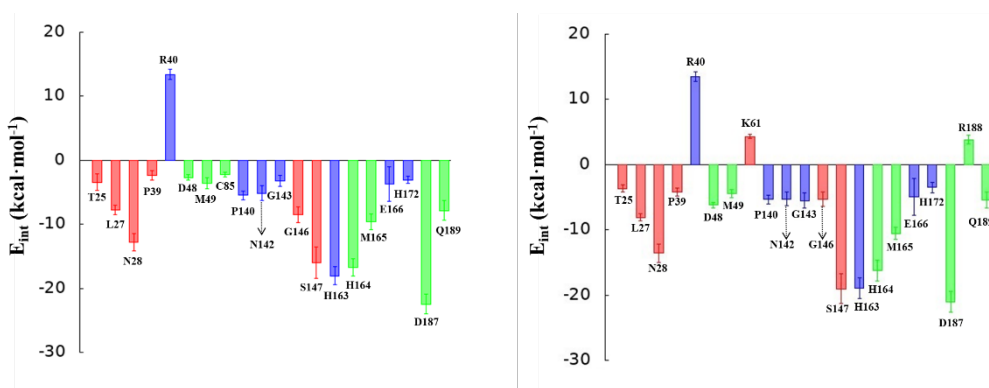 E_int (kcal·mol⁻¹)
20
10
0
-10
-20
-30
T25
L27
N28
P39
R40
D48
M49
C85
P140
N142
G143
G146
S147
H163
H164
M165
E166
H172
D187
Q189
E_int (kcal·mol⁻¹)
20
10
0
-10
-20
-30
T25
L27
N28
P39
R40
D48
M49
K61
P140
N142
G143
G146
S147
H163
H164
M165
E166
H172
D187
R188